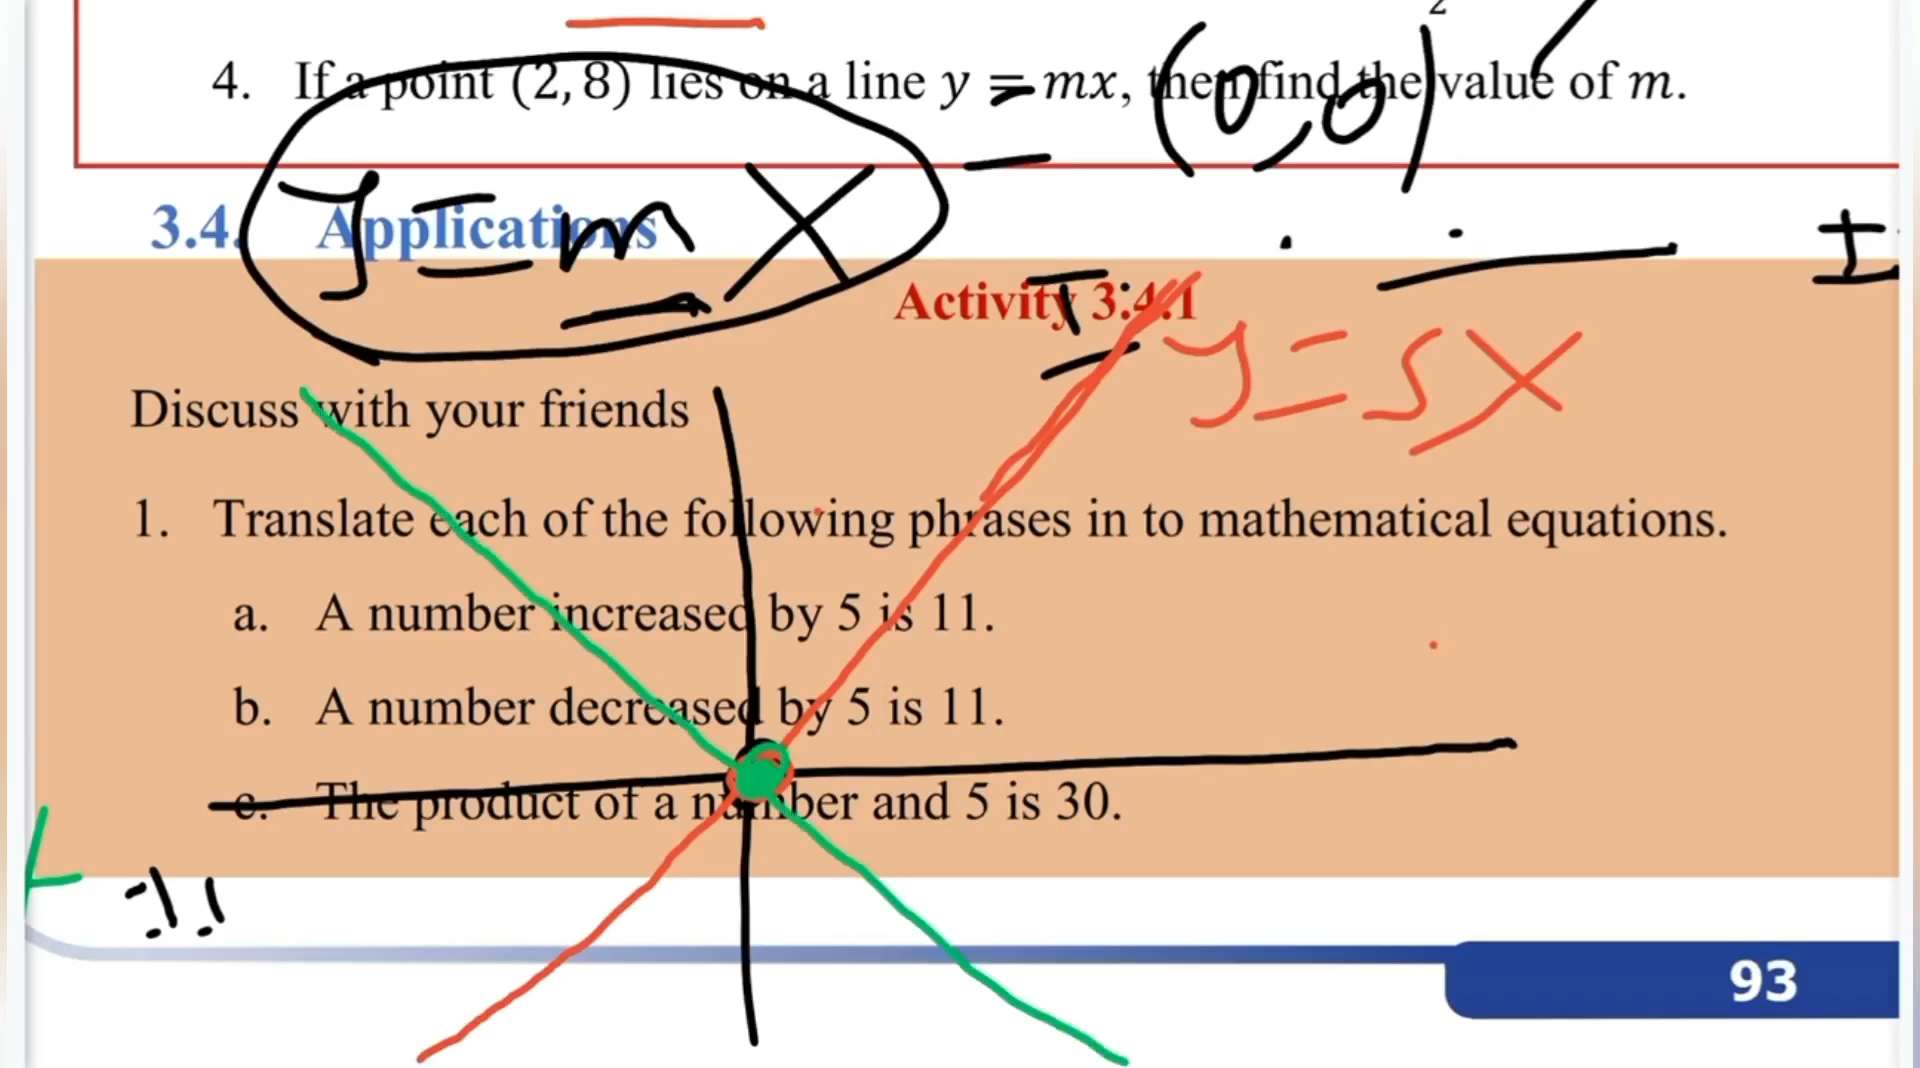 4. If a point (2, 8) lies on a line y = mx, then find the value of m.
(0,0)
y = mx
3.4. Applications
Activity 3.4.1
y = 5x
Discuss with your friends
1. Translate each of the following phrases in to mathematical equations.
a. A number increased by 5 is 11.
b. A number decreased by 5 is 11.
c. The product of a number and 5 is 30.
93